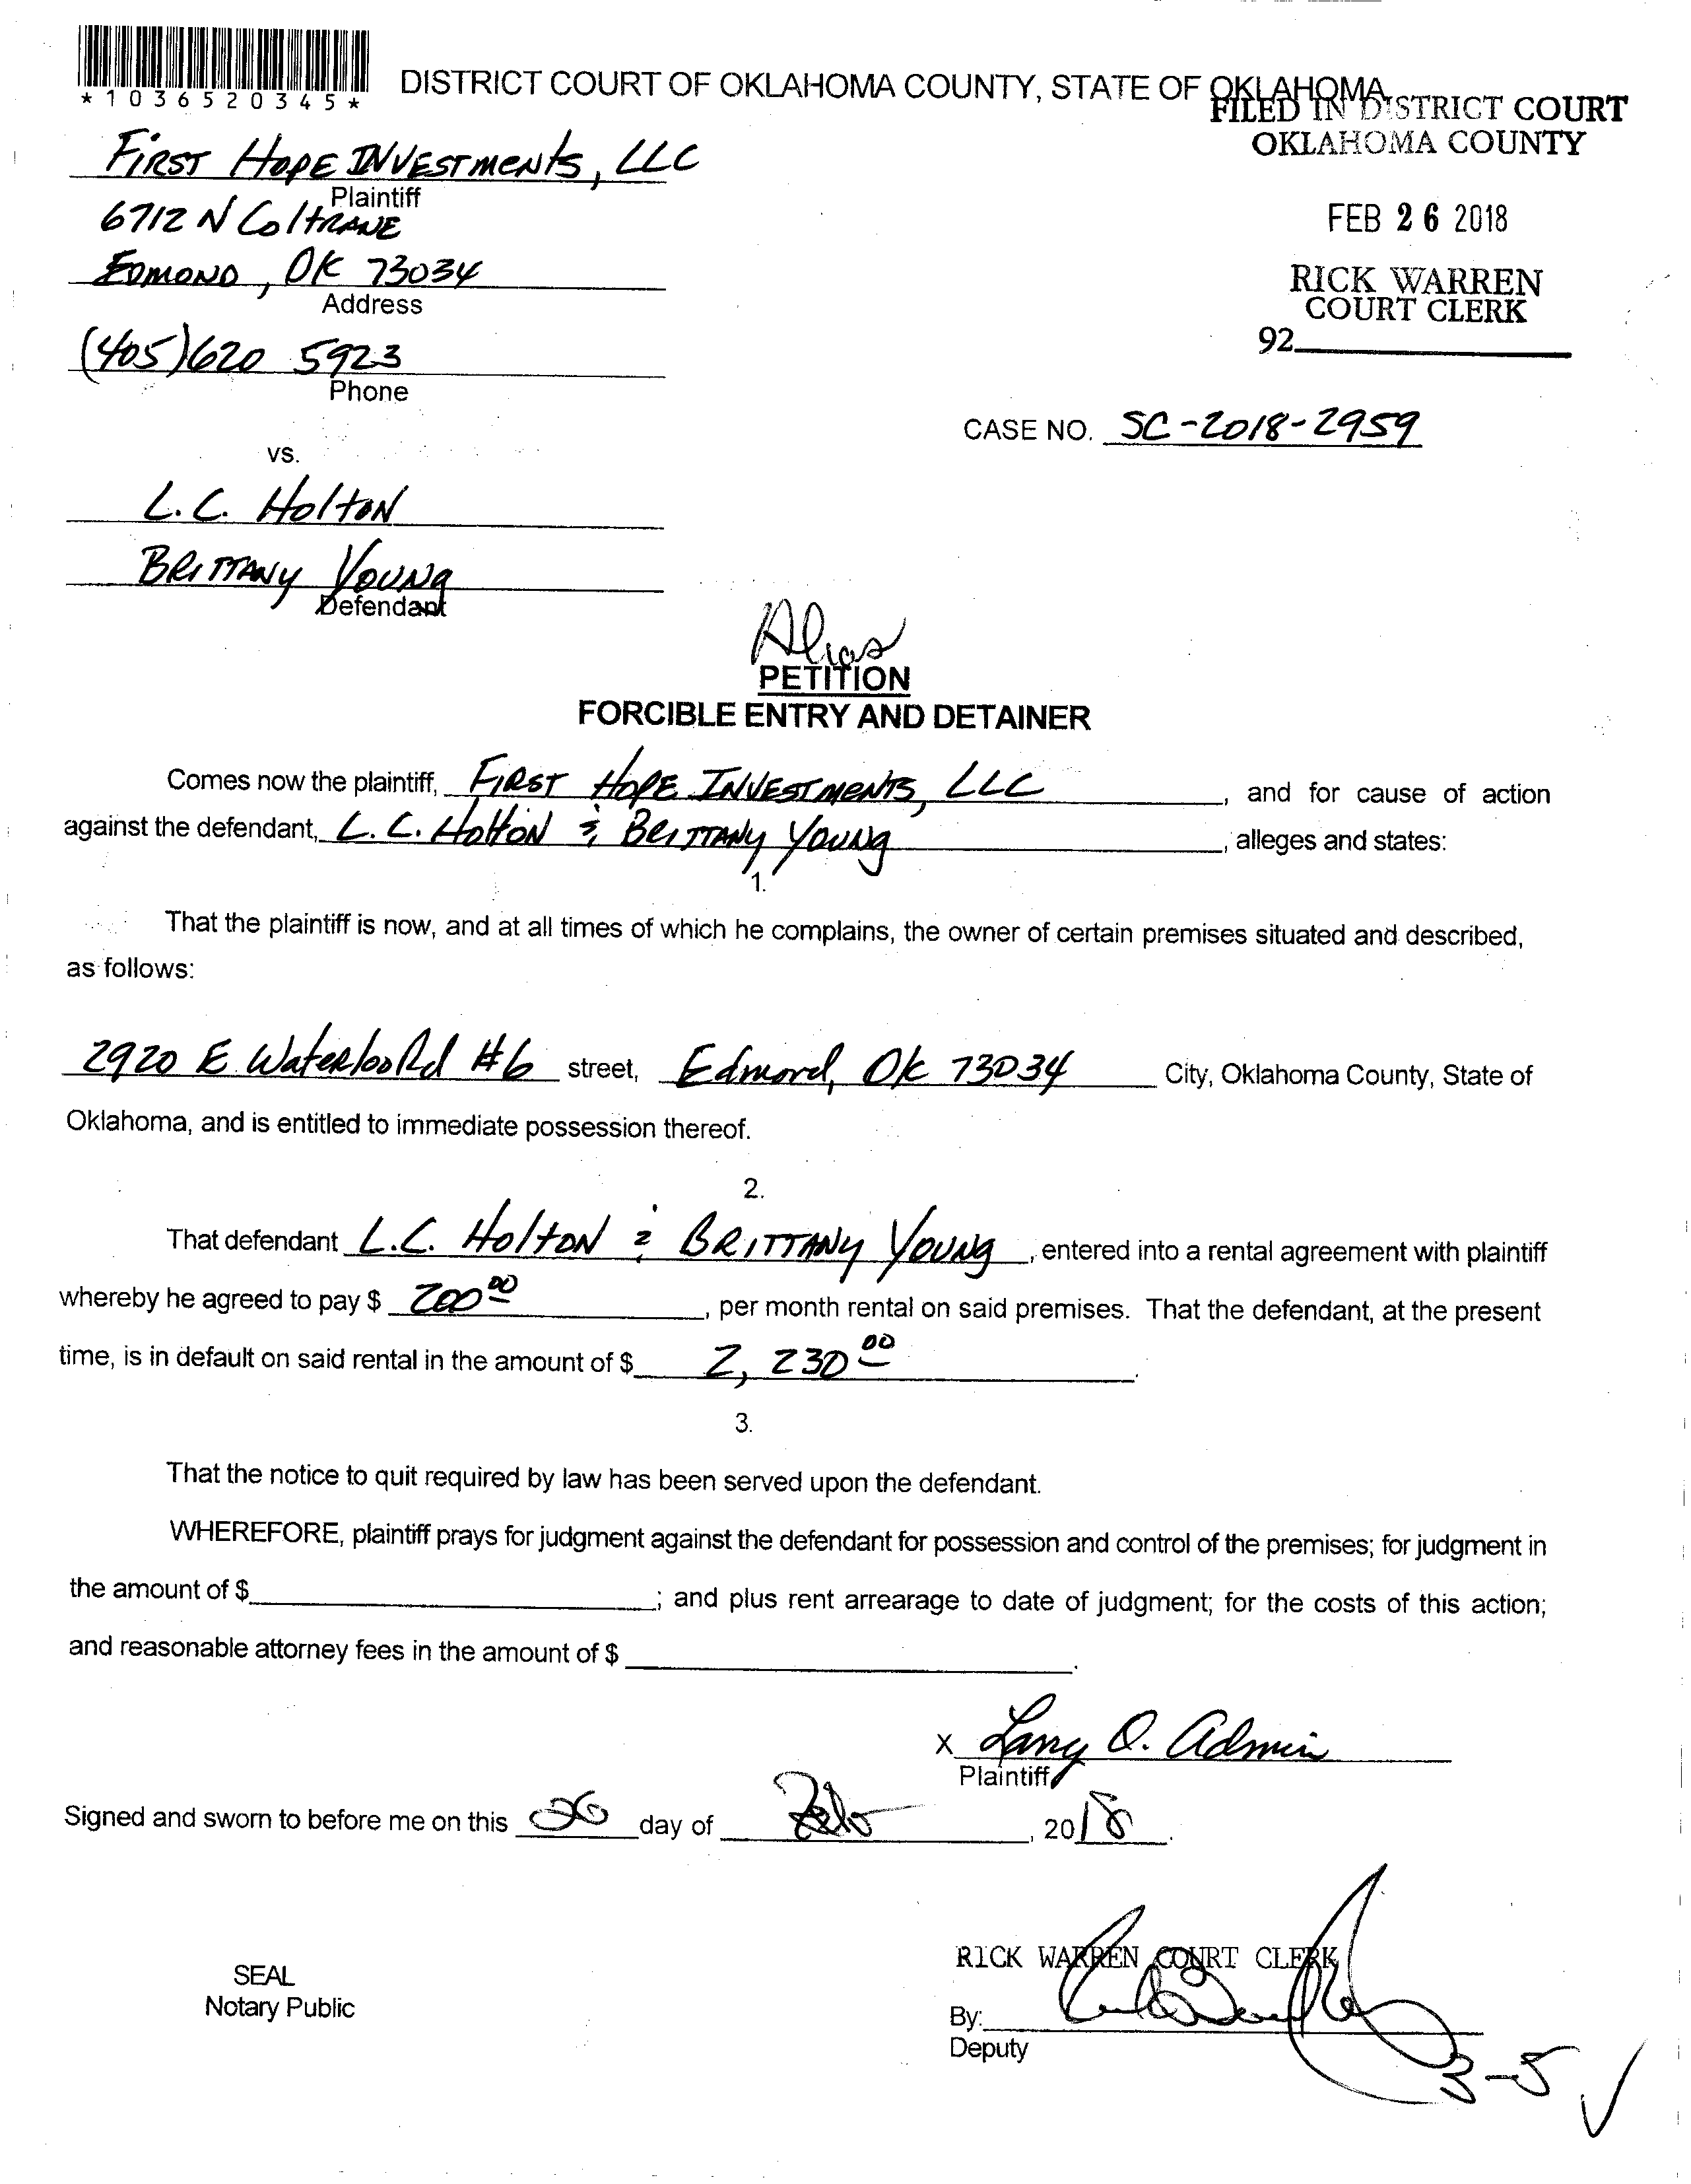 *1036520345*
DISTRICT COURT OF OKLAHOMA COUNTY, STATE OF OKLAHOMA
FILED IN DISTRICT COURT
OKLAHOMA COUNTY
FIRST HOPE INVESTMENTS, LLC
Plaintiff
6712 N COLTRANE
FEB 26 2018
EDMOND, OK 73034
Address
RICK WARREN
COURT CLERK
92
(405)620 5923
Phone
CASE NO. SC-2018-2959
vs.
L.C. Holton
BRITTANY YOUNG
Defendant
Alias
PETITION
FORCIBLE ENTRY AND DETAINER
Comes now the plaintiff, FIRST HOPE INVESTMENTS, LLC, and for cause of action
against the defendant, L.C. Holton & BRITTANY YOUNG, alleges and states:
1.
That the plaintiff is now, and at all times of which he complains, the owner of certain premises situated and described,
as follows:
2920 E Waterloo Rd #6 street, Edmond, Ok 73034 City, Oklahoma County, State of
Oklahoma, and is entitled to immediate possession thereof.
2.
That defendant L.C. Holton & BRITTANY YOUNG, entered into a rental agreement with plaintiff
whereby he agreed to pay $ 700 00, per month rental on said premises. That the defendant, at the present
time, is in default on said rental in the amount of $ 2,230 00.
3.
That the notice to quit required by law has been served upon the defendant.
WHEREFORE, plaintiff prays for judgment against the defendant for possession and control of the premises; for judgment in
the amount of $ ; and plus rent arrearage to date of judgment; for the costs of this action;
and reasonable attorney fees in the amount of $ .
X Larry O. Admin
Plaintiff
Signed and sworn to before me on this 26 day of Feb, 2018.
RICK WARREN COURT CLERK
SEAL
Notary Public
By:
Deputy
3-5